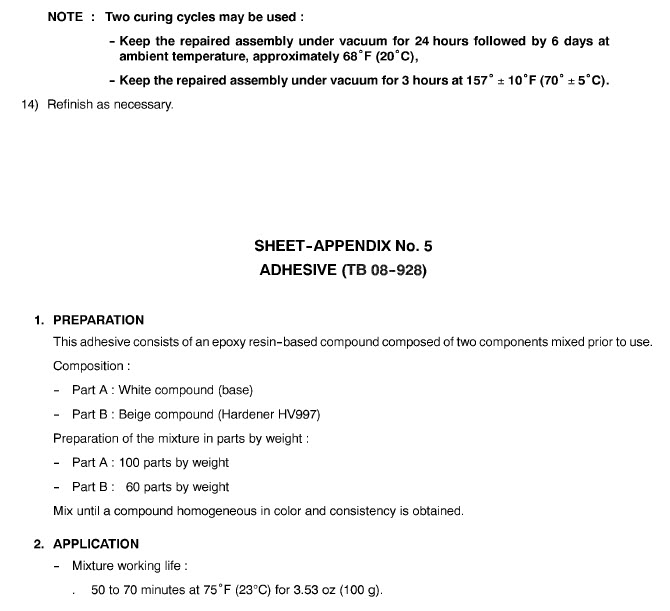 NOTE : Two curing cycles may be used :
- Keep the repaired assembly under vacuum for 24 hours followed by 6 days at
ambient temperature, approximately 68°F (20°C),
- Keep the repaired assembly under vacuum for 3 hours at 157° ± 10°F (70° ± 5°C).
14) Refinish as necessary.
SHEET-APPENDIX No. 5
ADHESIVE (TB 08-928)
1. PREPARATION
This adhesive consists of an epoxy resin-based compound composed of two components mixed prior to use.
Composition :
- Part A : White compound (base)
- Part B : Beige compound (Hardener HV997)
Preparation of the mixture in parts by weight :
- Part A : 100 parts by weight
- Part B : 60 parts by weight
Mix until a compound homogeneous in color and consistency is obtained.
2. APPLICATION
- Mixture working life :
. 50 to 70 minutes at 75°F (23°C) for 3.53 oz (100 g).